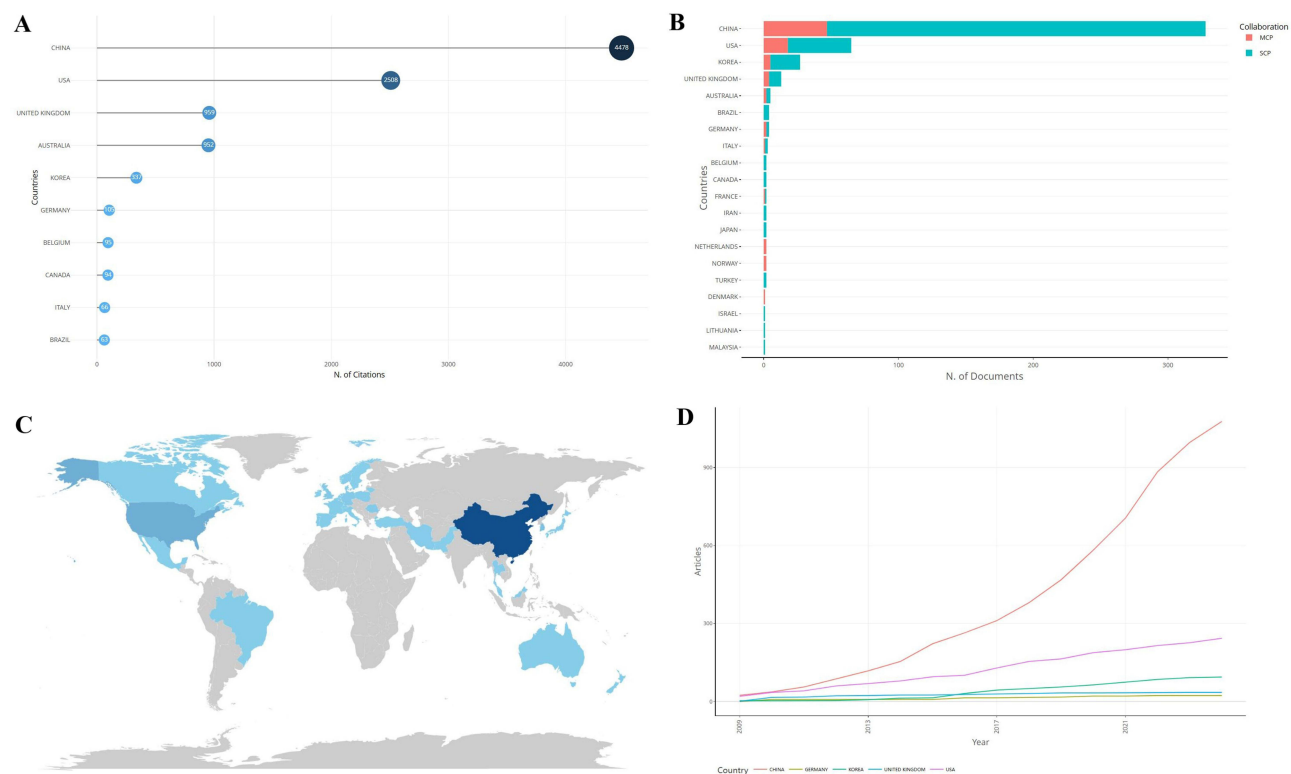 A
CHINA
4478
USA
2508
UNITED KINGDOM
959
AUSTRALIA
952
KOREA
337
GERMANY
BELGIUM
95
CANADA
94
ITALY
66
BRAZIL
63
Countries
0
1000
2000
3000
4000
N. of Citations
B
CHINA
USA
KOREA
UNITED KINGDOM
AUSTRALIA
BRAZIL
GERMANY
ITALY
BELGIUM
CANADA
FRANCE
IRAN
JAPAN
NETHERLANDS
NORWAY
TURKEY
DENMARK
ISRAEL
LITHUANIA
MALAYSIA
Countries
0
100
200
300
N. of Documents
Collaboration
MCP
SCP
C
D
900
600
300
0
Articles
2009
2013
2017
2021
Year
Country CHINA GERMANY KOREA UNITED KINGDOM USA